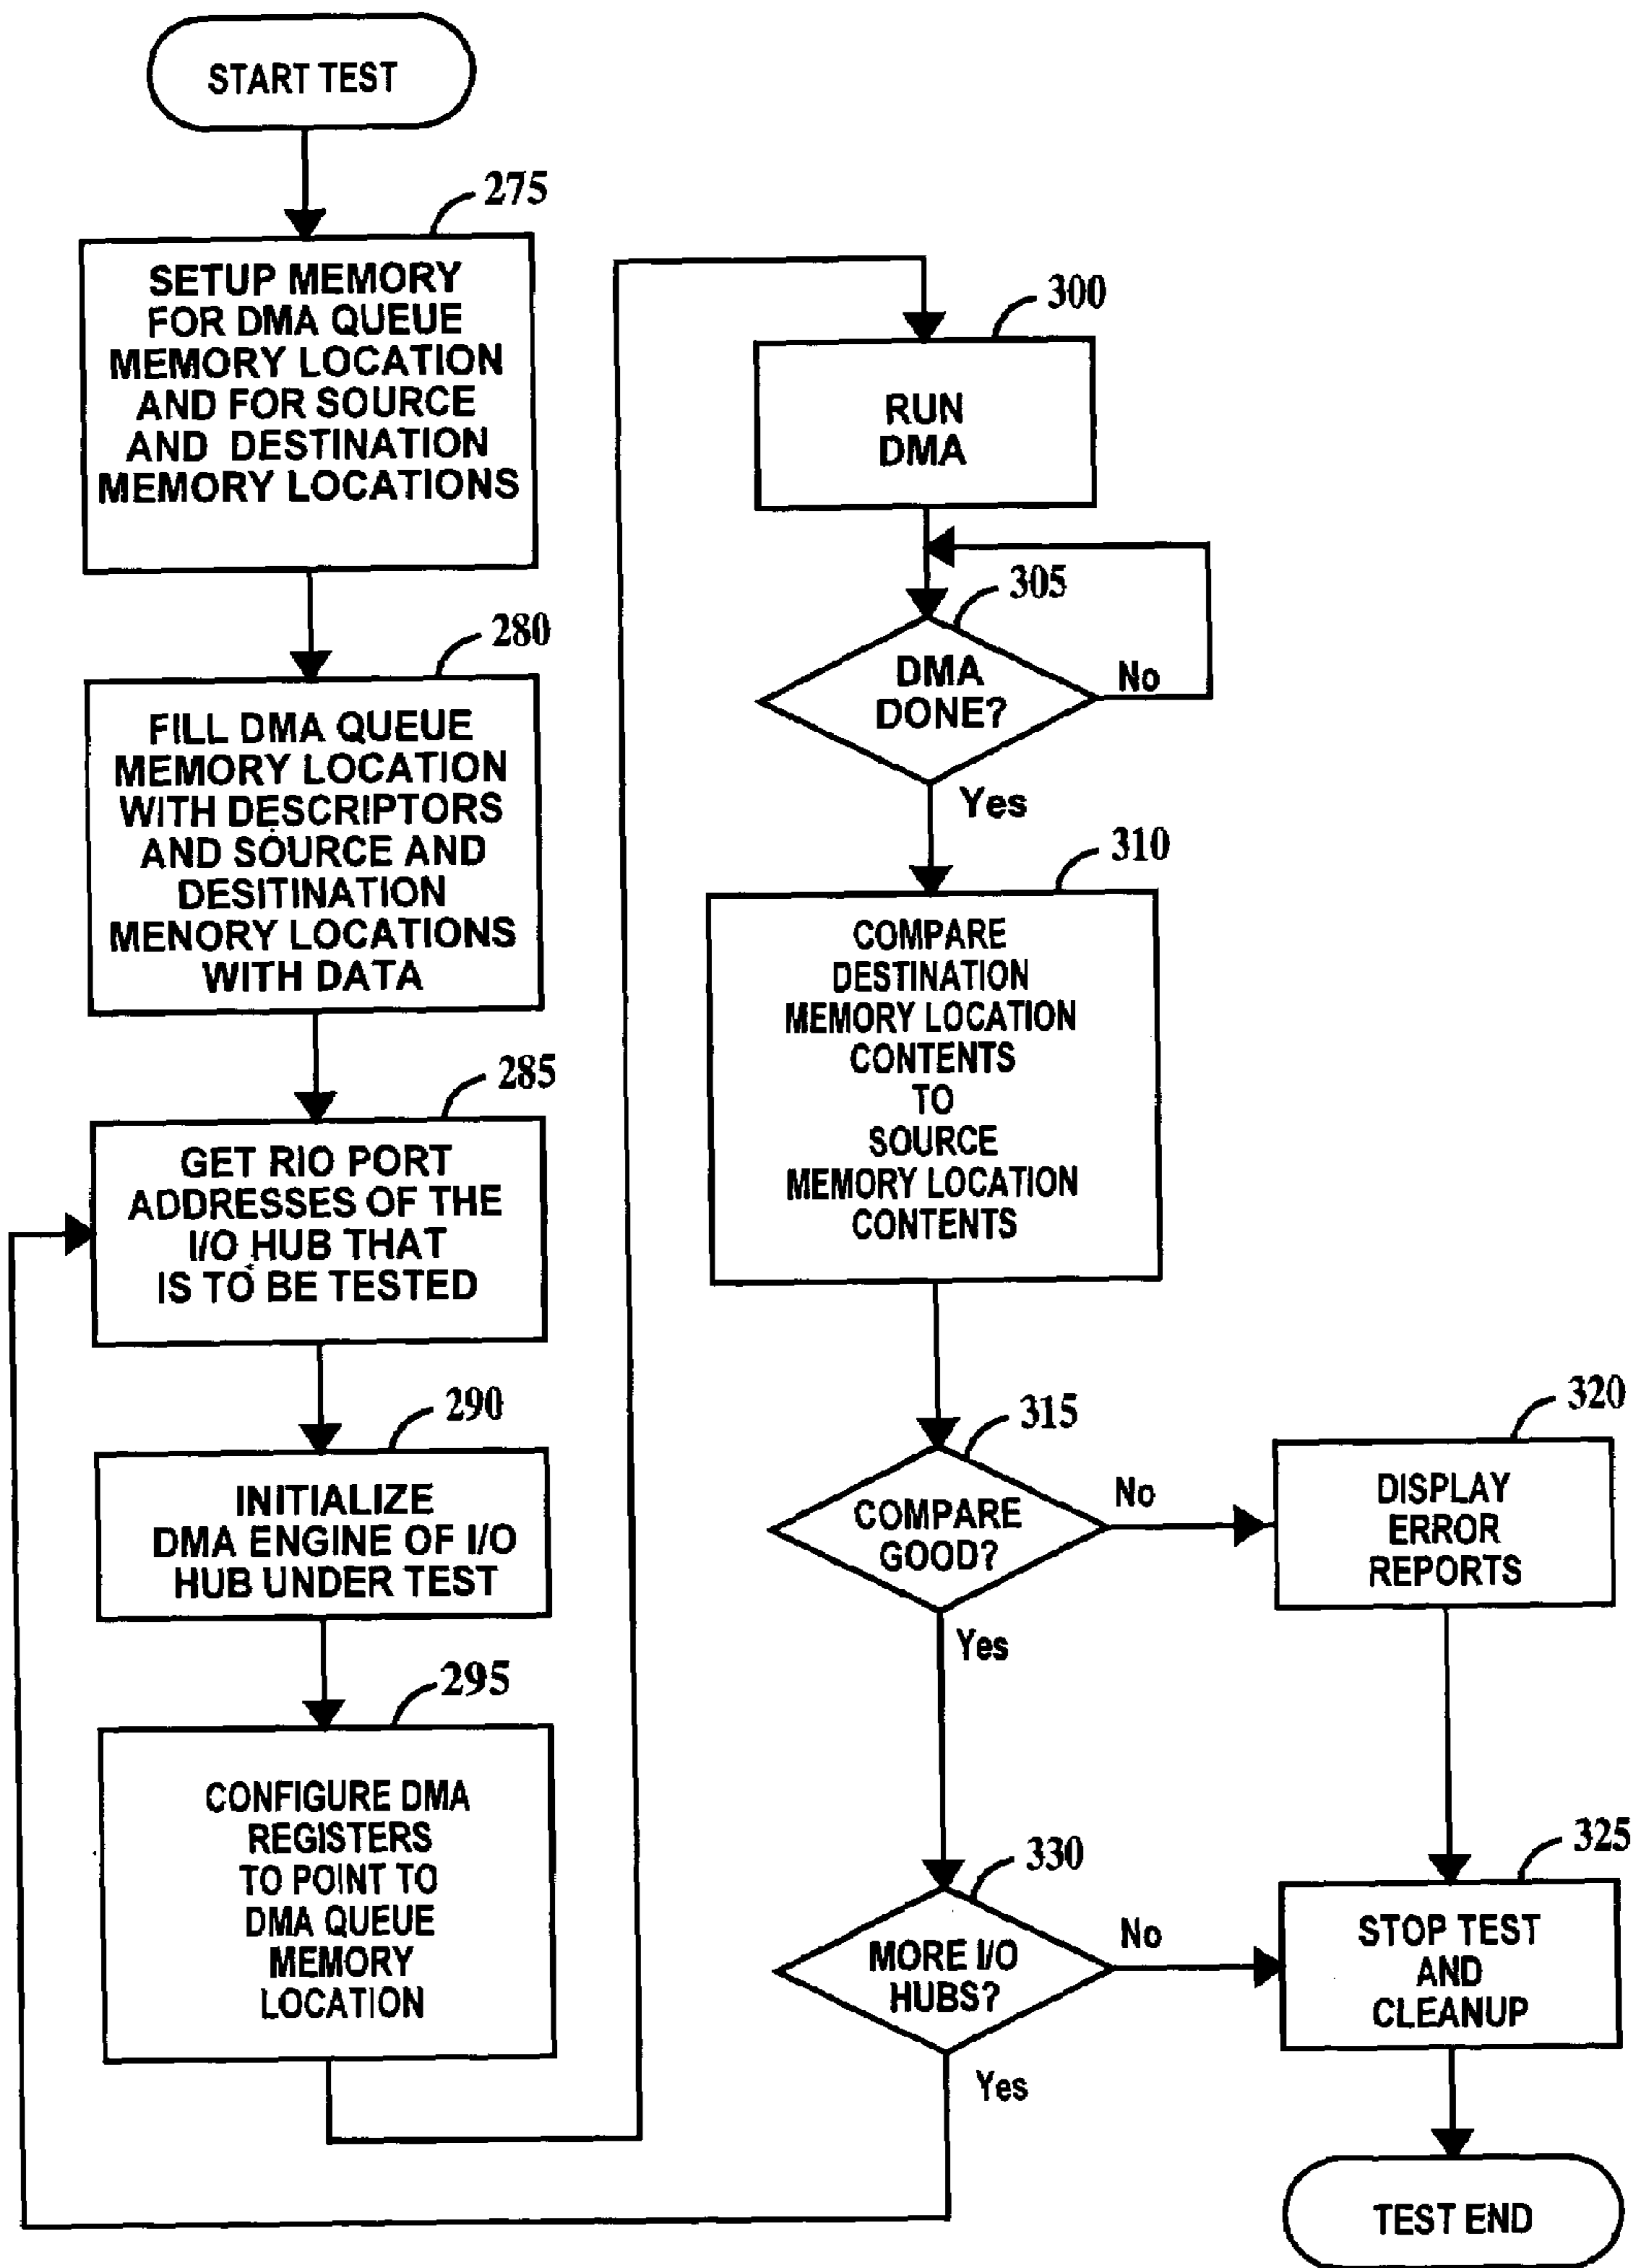 START TEST
275
SETUP MEMORY
FOR DMA QUEUE
MEMORY LOCATION
AND FOR SOURCE
AND DESTINATION
MEMORY LOCATIONS
280
FILL DMA QUEUE
MEMORY LOCATION
WITH DESCRIPTORS
AND SOURCE AND
DESITINATION
MENORY LOCATIONS
WITH DATA
285
GET RIO PORT
ADDRESSES OF THE
I/O HUB THAT
IS TO BE TESTED
290
INITIALIZE
DMA ENGINE OF I/O
HUB UNDER TEST
295
CONFIGURE DMA
REGISTERS
TO POINT TO
DMA QUEUE
MEMORY
LOCATION
300
RUN
DMA
305
DMA
DONE?
No
Yes
310
COMPARE
DESTINATION
MEMORY LOCATION
CONTENTS
TO
SOURCE
MEMORY LOCATION
CONTENTS
315
COMPARE
GOOD?
No
Yes
320
DISPLAY
ERROR
REPORTS
330
MORE I/O
HUBS?
No
Yes
325
STOP TEST
AND
CLEANUP
TEST END